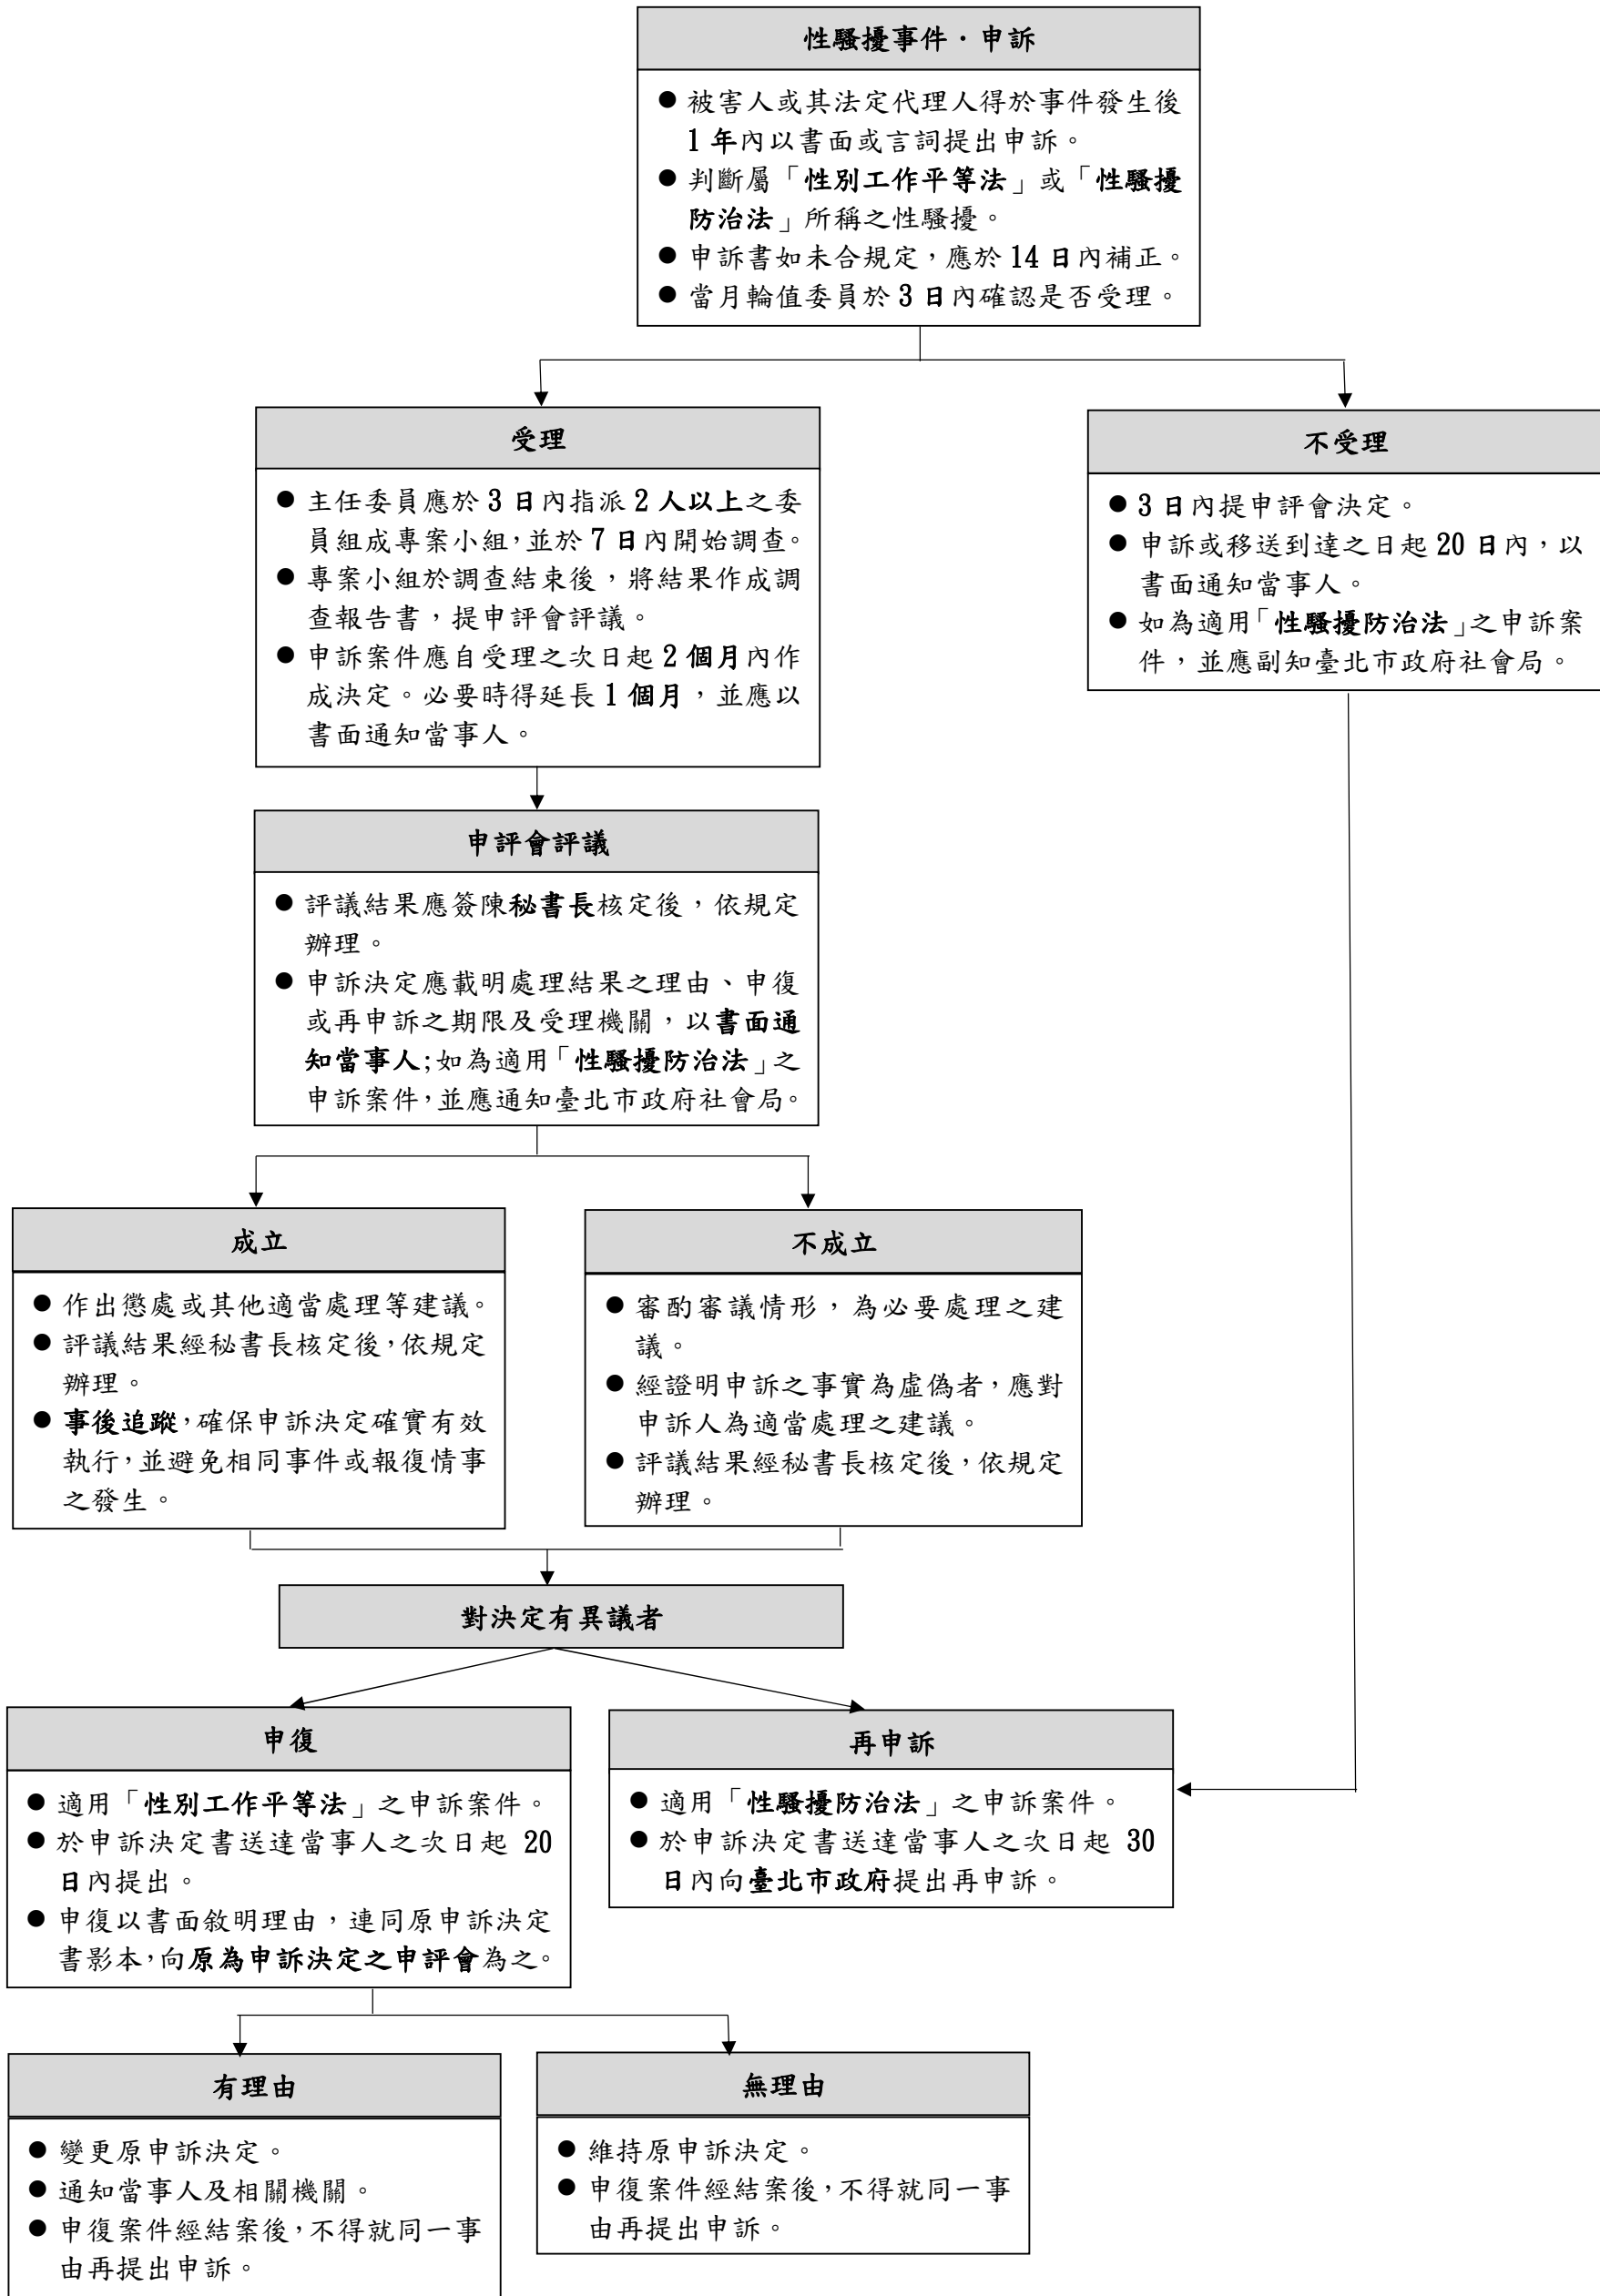 性騷擾事件‧申訴
● 被害人或其法定代理人得於事件發生後
1 年內以書面或言詞提出申訴。
● 判斷屬「性別工作平等法」或「性騷擾
防治法」所稱之性騷擾。
● 申訴書如未合規定，應於 14 日內補正。
● 當月輪值委員於 3 日內確認是否受理。
受理
● 主任委員應於 3 日內指派 2 人以上之委
員組成專案小組，並於 7 日內開始調查。
● 專案小組於調查結束後，將結果作成調
查報告書，提申評會評議。
● 申訴案件應自受理之次日起 2 個月內作
成決定。必要時得延長 1 個月，並應以
書面通知當事人。
不受理
● 3 日內提申評會決定。
● 申訴或移送到達之日起 20 日內，以
書面通知當事人。
● 如為適用「性騷擾防治法」之申訴案
件，並應副知臺北市政府社會局。
申評會評議
● 評議結果應簽陳秘書長核定後，依規定
辦理。
● 申訴決定應載明處理結果之理由、申復
或再申訴之期限及受理機關，以書面通
知當事人;如為適用「性騷擾防治法」之
申訴案件，並應通知臺北市政府社會局。
成立
● 作出懲處或其他適當處理等建議。
● 評議結果經秘書長核定後，依規定
辦理。
● 事後追蹤，確保申訴決定確實有效
執行，並避免相同事件或報復情事
之發生。
不成立
● 審酌審議情形，為必要處理之建
議。
● 經證明申訴之事實為虛偽者，應對
申訴人為適當處理之建議。
● 評議結果經秘書長核定後，依規定
辦理。
對決定有異議者
申復
● 適用「性別工作平等法」之申訴案件。
● 於申訴決定書送達當事人之次日起 20
日內提出。
● 申復以書面敘明理由，連同原申訴決定
書影本，向原為申訴決定之申評會為之。
再申訴
● 適用「性騷擾防治法」之申訴案件。
● 於申訴決定書送達當事人之次日起 30
日內向臺北市政府提出再申訴。
有理由
● 變更原申訴決定。
● 通知當事人及相關機關。
● 申復案件經結案後，不得就同一事
由再提出申訴。
無理由
● 維持原申訴決定。
● 申復案件經結案後，不得就同一事
由再提出申訴。